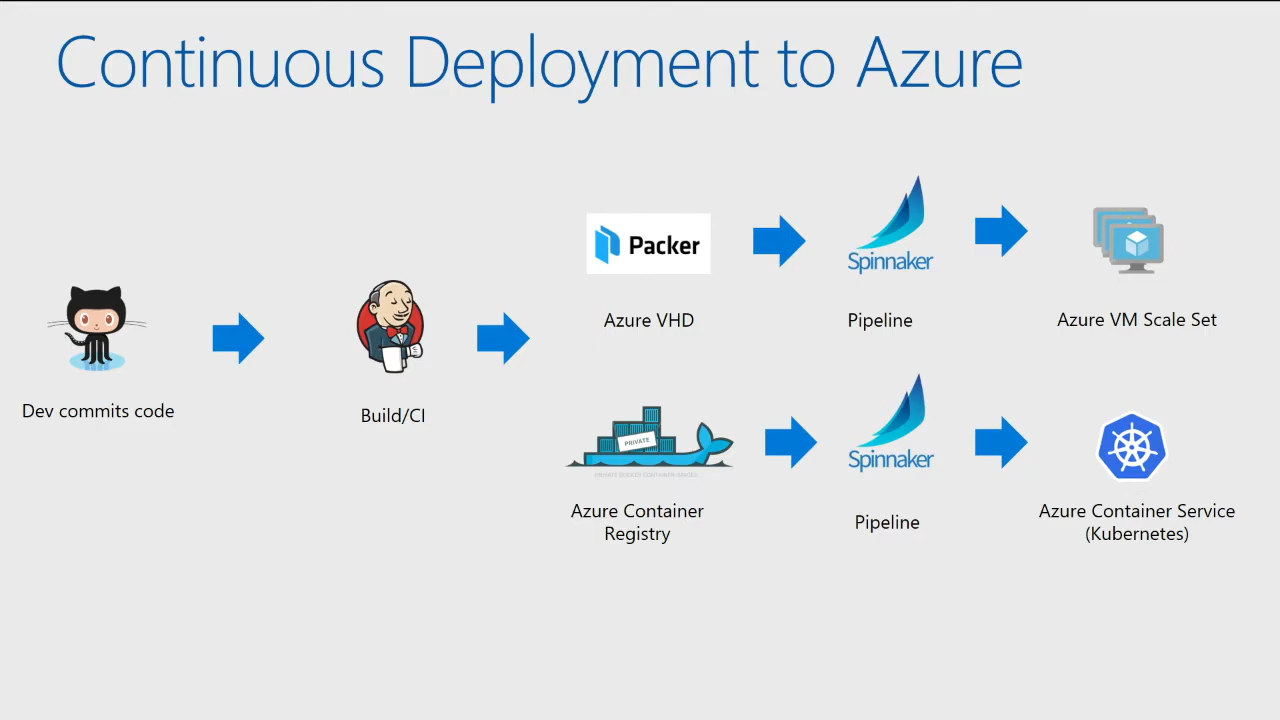 Continuous Deployment to Azure
Packer
Spinnaker
Azure VHD
Pipeline
Azure VM Scale Set
Dev commits code
Build/CI
PRIVATE
Spinnaker
Azure Container
Registry
Pipeline
Azure Container Service
(Kubernetes)